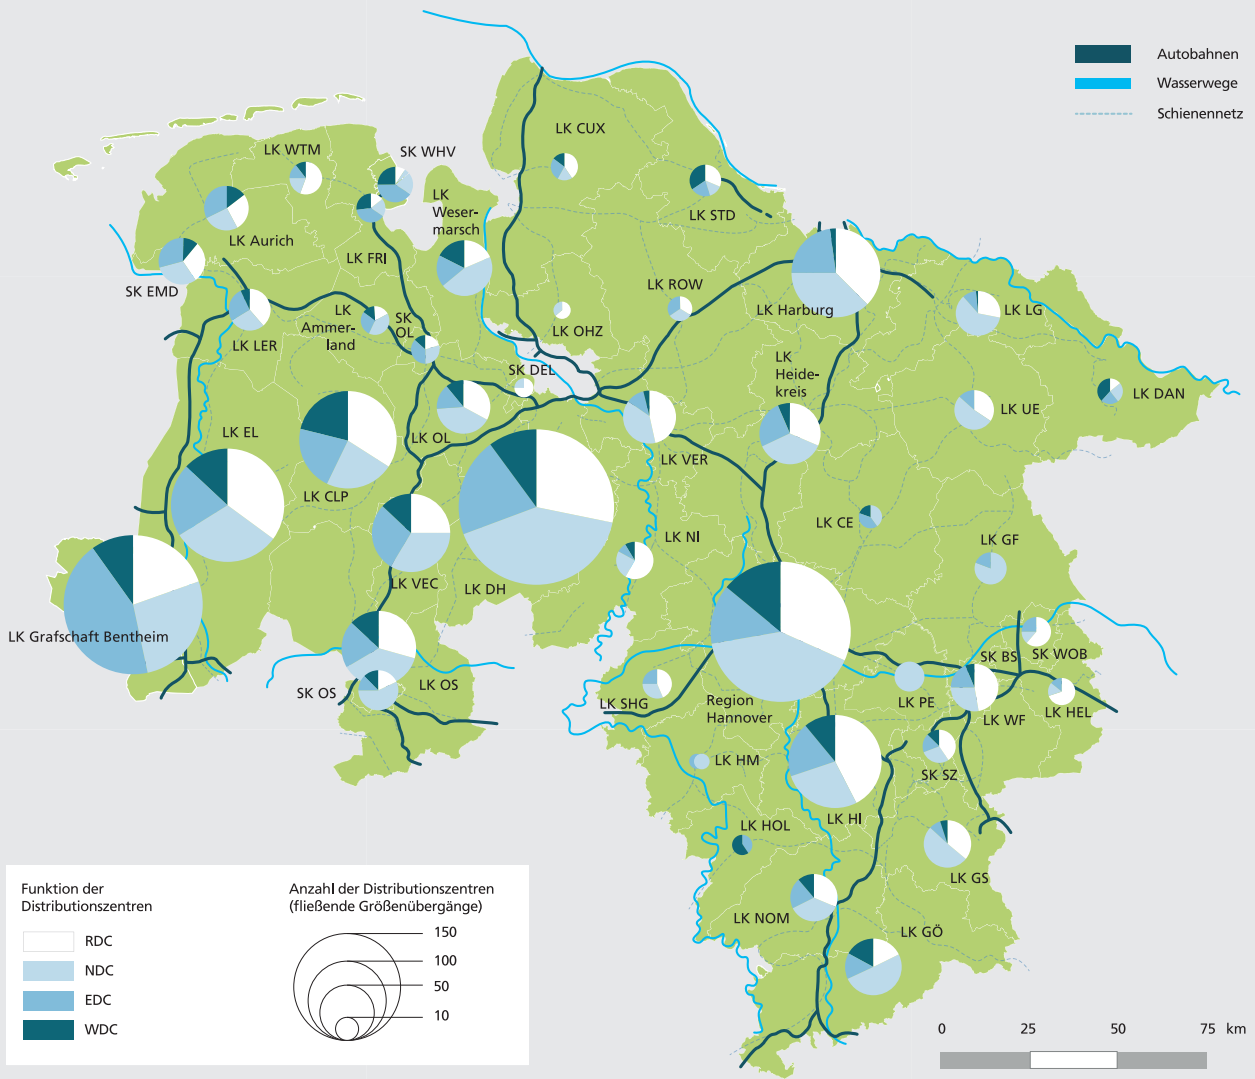 Autobahnen
Wasserwege
Schienennetz
LK CUX
LK WTM
SK WHV
LK
Weser-
marsch
LK STD
LK Aurich
LK FRI
SK EMD
LK ROW
LK Harburg
LK LG
LK
Ammer-
land
SK
OL
LK OHZ
LK LER
LK
Heide-
kreis
SK DEL
LK DAN
LK UE
LK EL
LK OL
LK VER
LK CLP
LK CE
LK NI
LK GF
LK VEC
LK DH
LK Grafschaft Bentheim
SK BS
SK WOB
SK OS
LK OS
LK SHG
Region
Hannover
LK PE
LK WF
LK HEL
LK HM
SK SZ
LK HI
LK HOL
LK GS
LK NOM
LK GÖ
Funktion der
Distributionszentren
RDC
NDC
EDC
WDC
Anzahl der Distributionszentren
(fließende Größenübergänge)
150
100
50
10
0 25 50 75 km